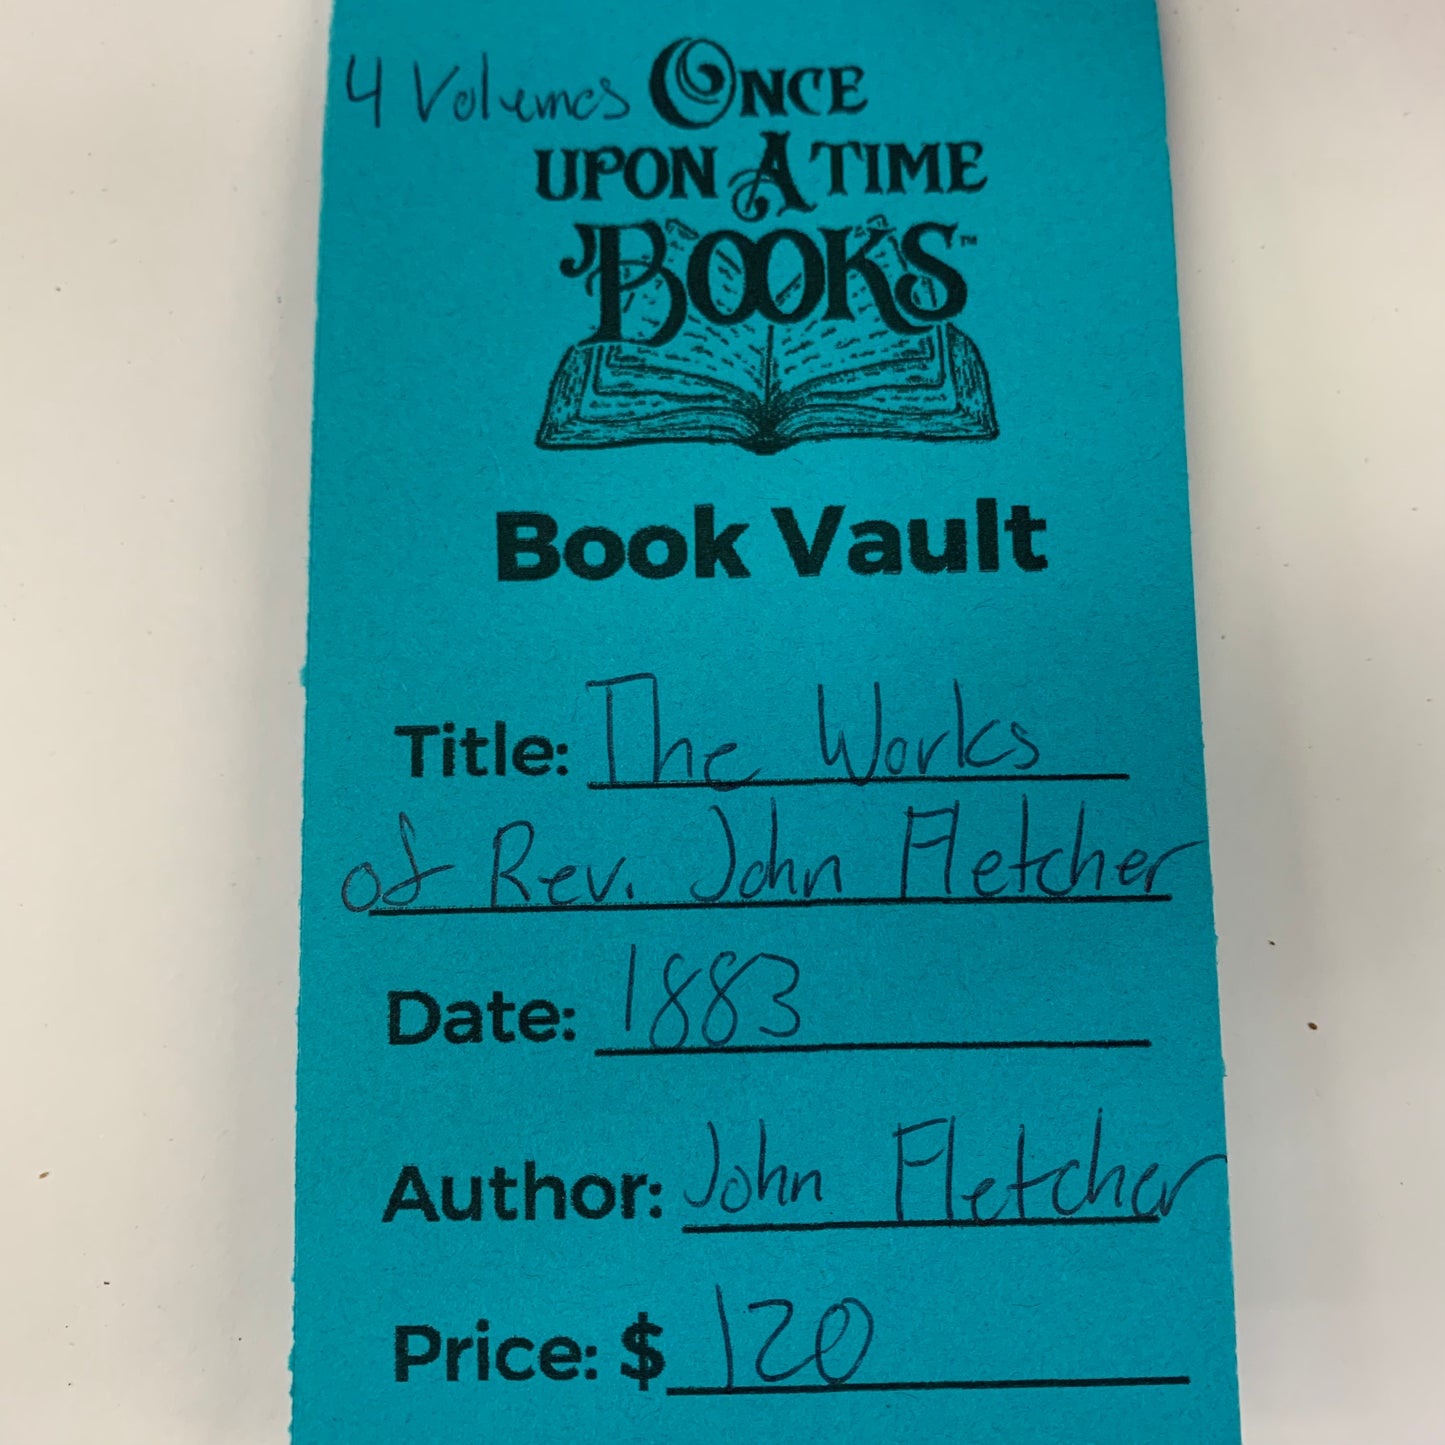 4 Volumes
ONCE
UPON A TIME
BOOKS™
Book Vault
Title: The Works
of Rev. John Fletcher
Date: 1883
Author: John Fletcher
Price: $ 120